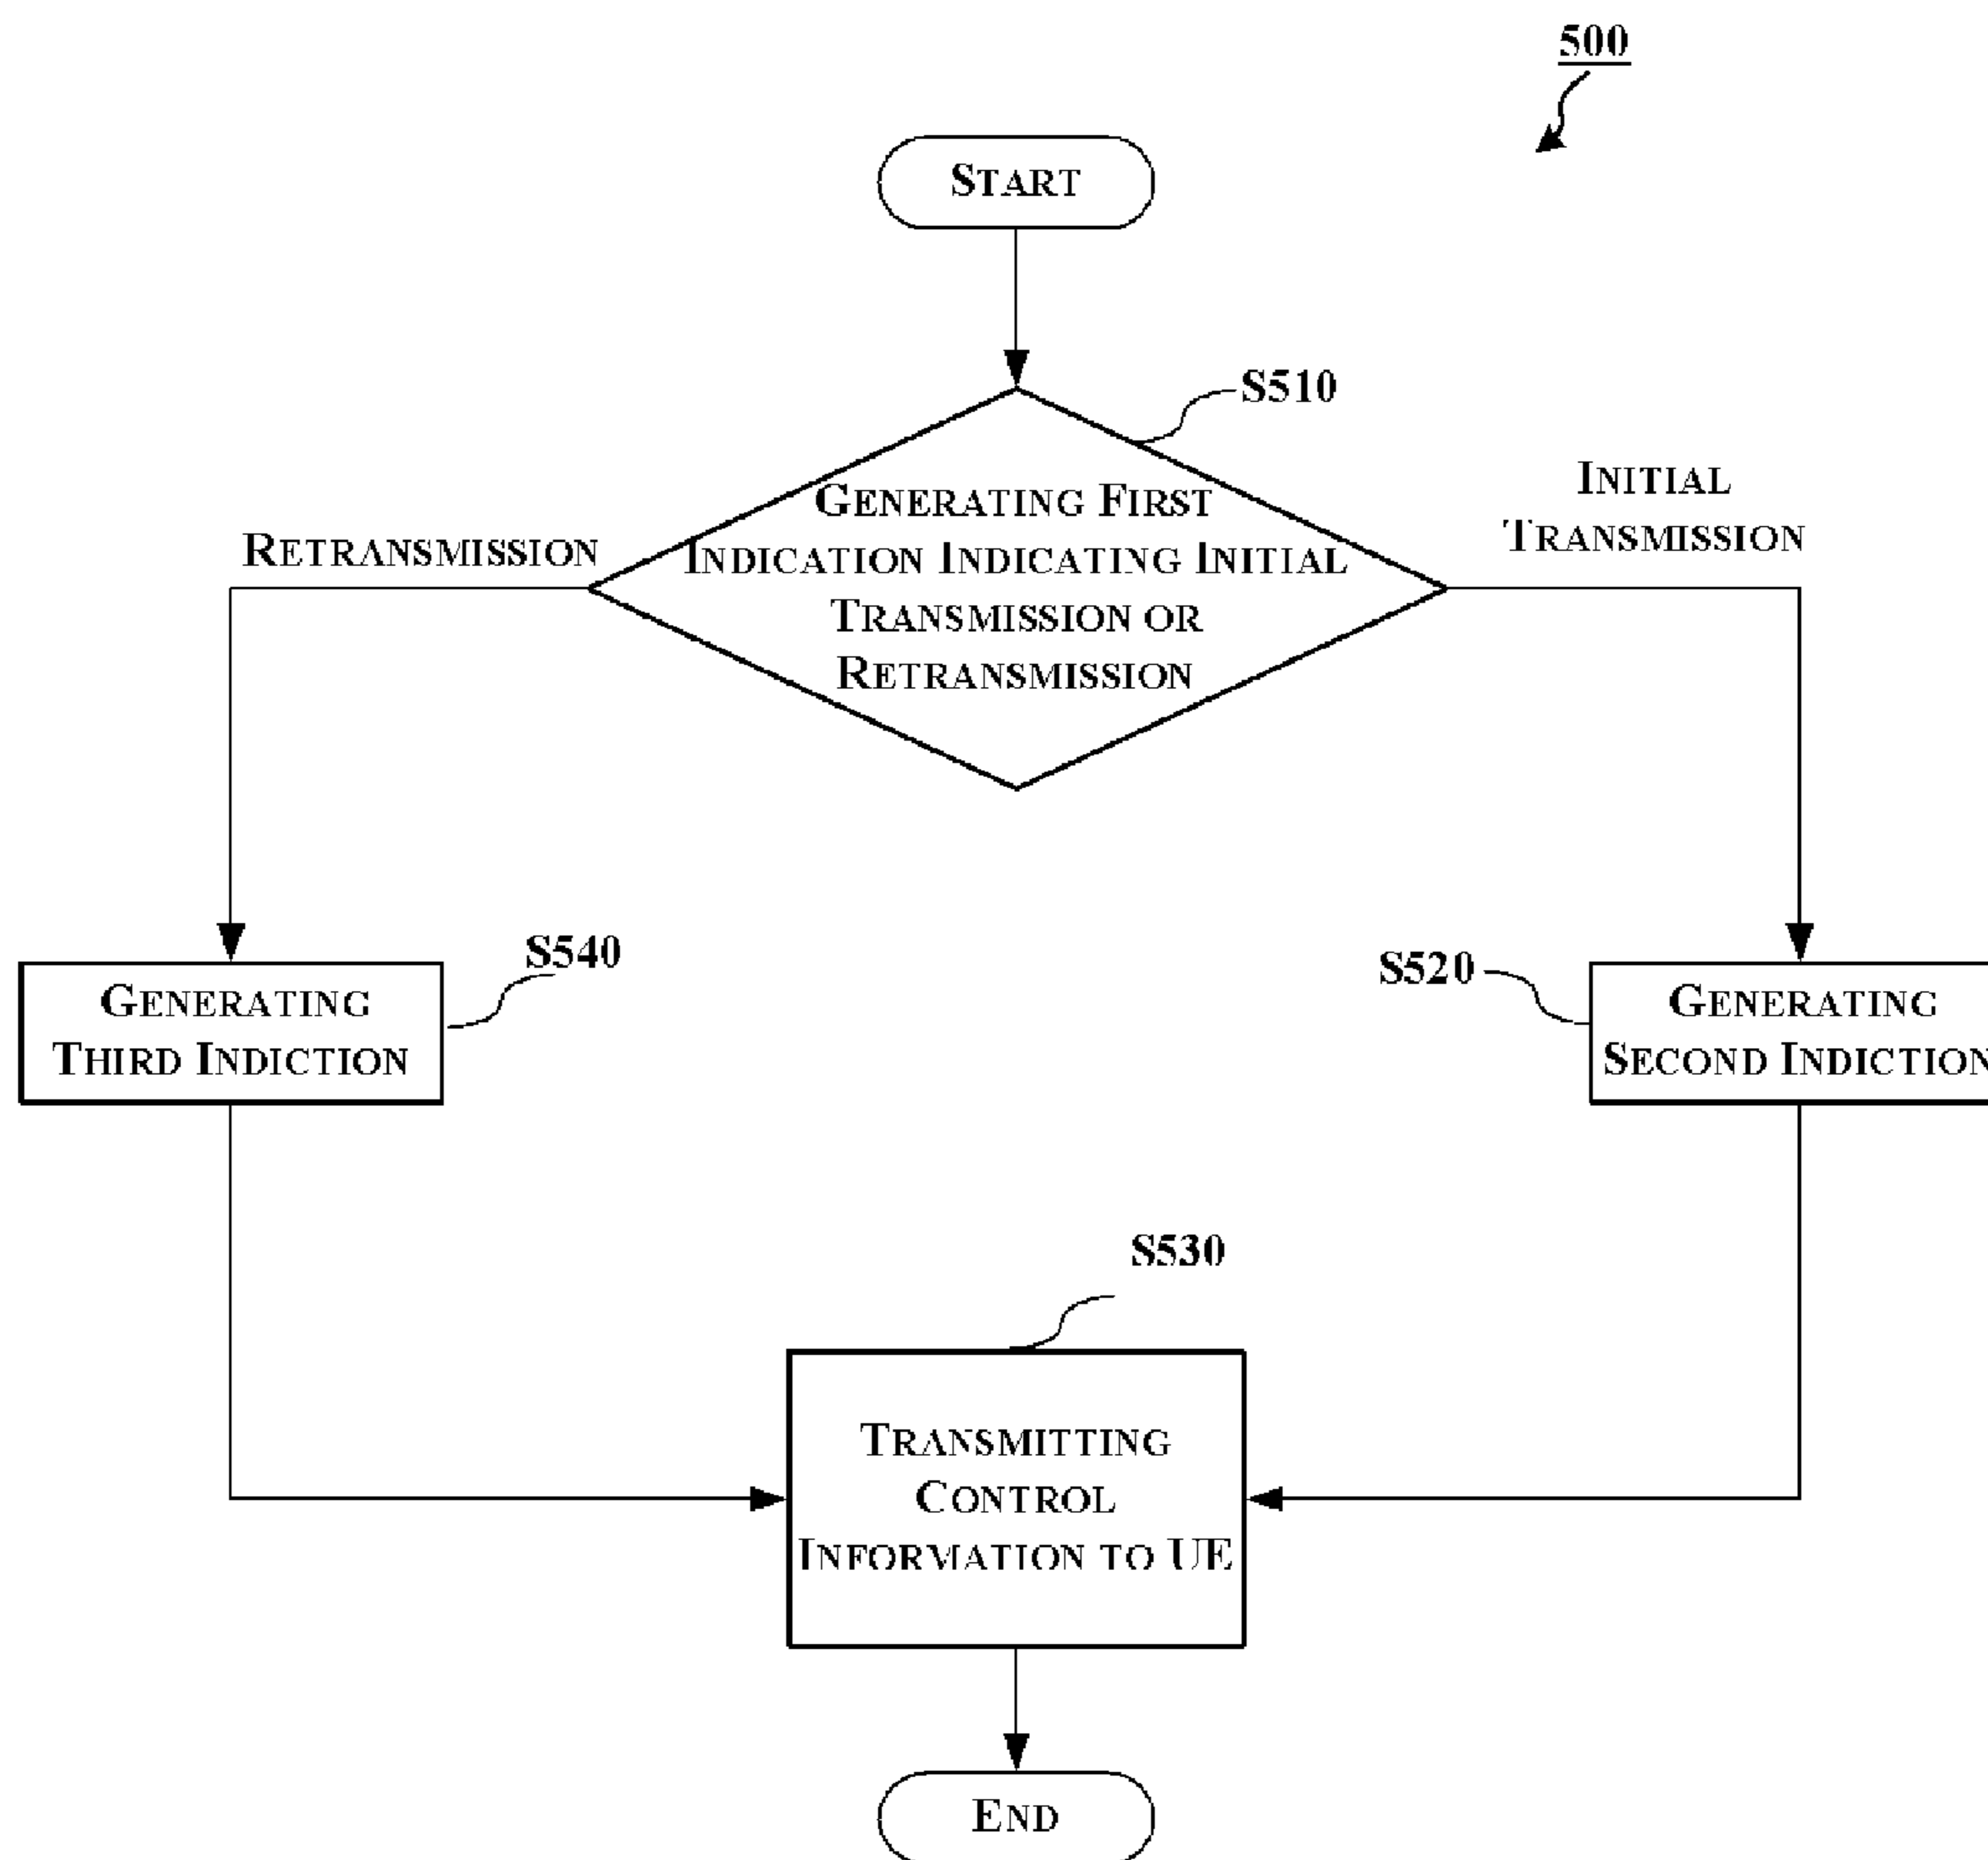 500
START
S510
GENERATING FIRST
INDICATION INDICATING INITIAL
TRANSMISSION OR
RETRANSMISSION
RETRANSMISSION
INITIAL
TRANSMISSION
S540
GENERATING
THIRD INDICTION
S520
GENERATING
SECOND INDICTION
S530
TRANSMITTING
CONTROL
INFORMATION TO UE
END